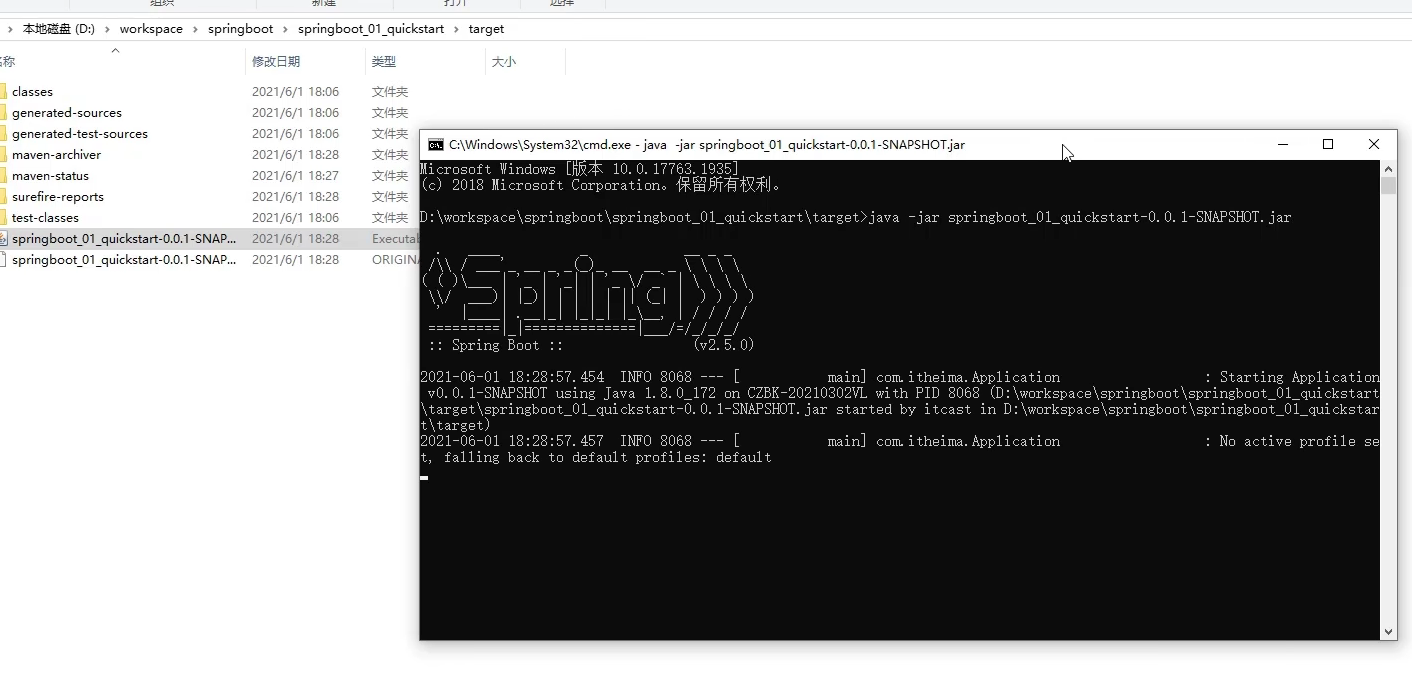 组织 新建 打开 选择
本地磁盘 (D:) › workspace › springboot › springboot_01_quickstart › target
名称 修改日期 类型 大小
classes 2021/6/1 18:06 文件夹
generated-sources 2021/6/1 18:06 文件夹
generated-test-sources 2021/6/1 18:06 文件夹
maven-archiver 2021/6/1 18:28 文件夹
maven-status 2021/6/1 18:27 文件夹
surefire-reports 2021/6/1 18:28 文件夹
test-classes 2021/6/1 18:06 文件夹
springboot_01_quickstart-0.0.1-SNAP... 2021/6/1 18:28 Executal
springboot_01_quickstart-0.0.1-SNAP... 2021/6/1 18:28 ORIGINA
C:\Windows\System32\cmd.exe - java -jar springboot_01_quickstart-0.0.1-SNAPSHOT.jar
Microsoft Windows [版本 10.0.17763.1935]
(c) 2018 Microsoft Corporation。保留所有权利。
D:\workspace\springboot\springboot_01_quickstart\target>java -jar springboot_01_quickstart-0.0.1-SNAPSHOT.jar
Spring
:: Spring Boot :: (v2.5.0)
2021-06-01 18:28:57.454 INFO 8068 --- [ main] com.itheima.Application : Starting Application
v0.0.1-SNAPSHOT using Java 1.8.0_172 on CZBK-20210302VL with PID 8068 (D:\workspace\springboot\springboot_01_quickstart
\target\springboot_01_quickstart-0.0.1-SNAPSHOT.jar started by itcast in D:\workspace\springboot\springboot_01_quickstar
t\target)
2021-06-01 18:28:57.457 INFO 8068 --- [ main] com.itheima.Application : No active profile se
t, falling back to default profiles: default